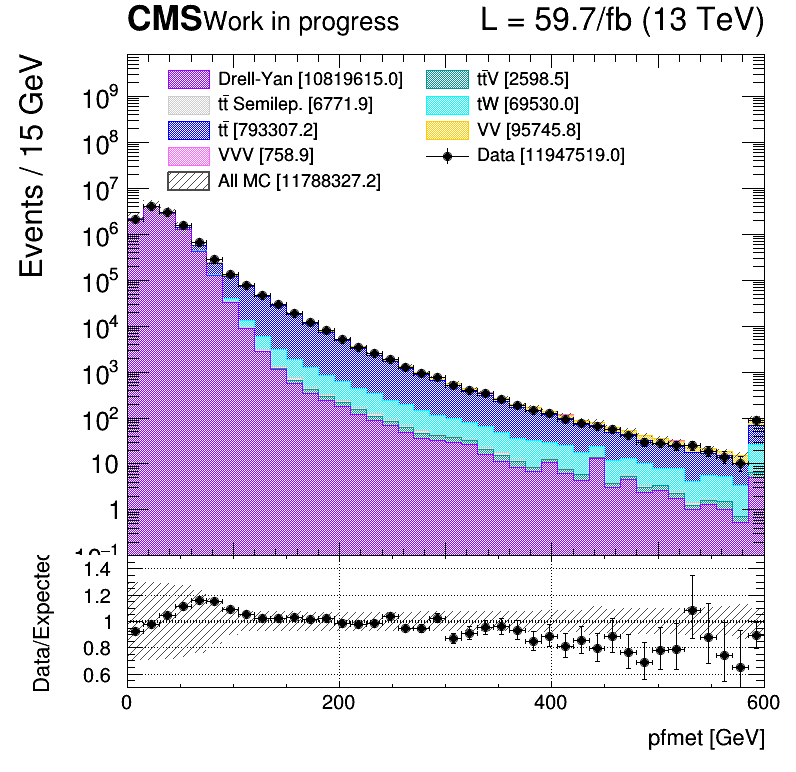 CMS Work in progress L = 59.7/fb (13 TeV)
Events / 15 GeV
Drell-Yan [10819615.0] tt̄V [2598.5]
tt̄ Semilep. [6771.9] tW [69530.0]
tt̄ [793307.2] VV [95745.8]
VVV [758.9] Data [11947519.0]
All MC [11788327.2]
10⁹
10⁸
10⁷
10⁶
10⁵
10⁴
10³
10²
10
1
10⁻¹
Data/Expected
1.4
1.2
1
0.8
0.6
0 200 400 600
pfmet [GeV]